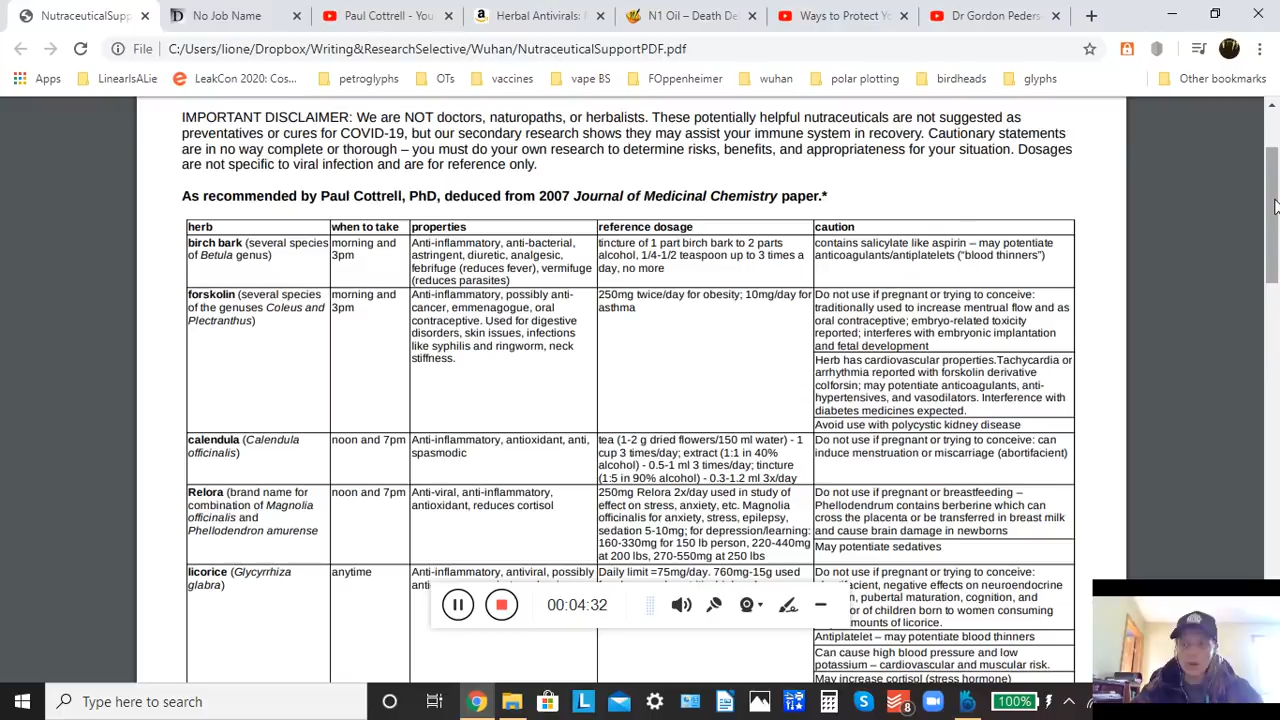 NutraceuticalSupp
No Job Name
Paul Cottrell - You
Herbal Antivirals:
N1 Oil – Death De
Ways to Protect Yo
Dr Gordon Peders
File
C:/Users/lione/Dropbox/Writing&ResearchSelective/Wuhan/NutraceuticalSupportPDF.pdf
Apps
LinearIsALie
LeakCon 2020: Cos...
petroglyphs
OTs
vaccines
vape BS
FOppenheimer
wuhan
polar plotting
birdheads
glyphs
Other bookmarks
IMPORTANT DISCLAIMER: We are NOT doctors, naturopaths, or herbalists. These potentially helpful nutraceuticals are not suggested as
preventatives or cures for COVID-19, but our secondary research shows they may assist your immune system in recovery. Cautionary statements
are in no way complete or thorough – you must do your own research to determine risks, benefits, and appropriateness for your situation. Dosages
are not specific to viral infection and are for reference only.
As recommended by Paul Cottrell, PhD, deduced from 2007 Journal of Medicinal Chemistry paper.*
herb
when to take
properties
reference dosage
caution
birch bark (several species
of Betula genus)
morning and
3pm
Anti-inflammatory, anti-bacterial,
astringent, diuretic, analgesic,
febrifuge (reduces fever), vermifuge
(reduces parasites)
tincture of 1 part birch bark to 2 parts
alcohol, 1/4-1/2 teaspoon up to 3 times a
day, no more
contains salicylate like aspirin – may potentiate
anticoagulants/antiplatelets (“blood thinners”)
forskolin (several species
of the genuses Coleus and
Plectranthus)
morning and
3pm
Anti-inflammatory, possibly anti-
cancer, emmenagogue, oral
contraceptive. Used for digestive
disorders, skin issues, infections
like syphilis and ringworm, neck
stiffness.
250mg twice/day for obesity; 10mg/day for
asthma
Do not use if pregnant or trying to conceive:
traditionally used to increase mentrual flow and as
oral contraceptive; embryo-related toxicity
reported; interferes with embryonic implantation
and fetal development
Herb has cardiovascular properties.Tachycardia or
arrhythmia reported with forskolin derivative
colforsin; may potentiate anticoagulants, anti-
hypertensives, and vasodilators. Interference with
diabetes medicines expected.
Avoid use with polycystic kidney disease
calendula (Calendula
officinalis)
noon and 7pm
Anti-inflammatory, antioxidant, anti,
spasmodic
tea (1-2 g dried flowers/150 ml water) - 1
cup 3 times/day; extract (1:1 in 40%
alcohol) - 0.5-1 ml 3 times/day; tincture
(1:5 in 90% alcohol) - 0.3-1.2 ml 3x/day
Do not use if pregnant or trying to conceive: can
induce menstruation or miscarriage (abortifacient)
Relora (brand name for
combination of Magnolia
officinalis and
Phellodendron amurense
noon and 7pm
Anti-viral, anti-inflammatory,
antioxidant, reduces cortisol
250mg Relora 2x/day used in study of
effect on stress, anxiety, etc. Magnolia
officinalis for anxiety, stress, epilepsy,
sedation 5-10mg; for depression/learning:
160-330mg for 150 lb person, 220-440mg
at 200 lbs, 270-550mg at 250 lbs
Do not use if pregnant or breastfeeding –
Phellodendrum contains berberine which can
cross the placenta or be transferred in breast milk
and cause brain damage in newborns
May potentiate sedatives
licorice (Glycyrrhiza
glabra)
anytime
Anti-inflammatory, antiviral, possibly
Daily limit =75mg/day. 760mg-15g used
Do not use if pregnant or trying to conceive:
negative effects on neuroendocrine
pubertal maturation, cognition, and
of children born to women consuming
amounts of licorice.
Antiplatelet – may potentiate blood thinners
Can cause high blood pressure and low
potassium – cardiovascular and muscular risk.
May increase cortisol (stress hormone)
00:04:32
Type here to search
8
100%